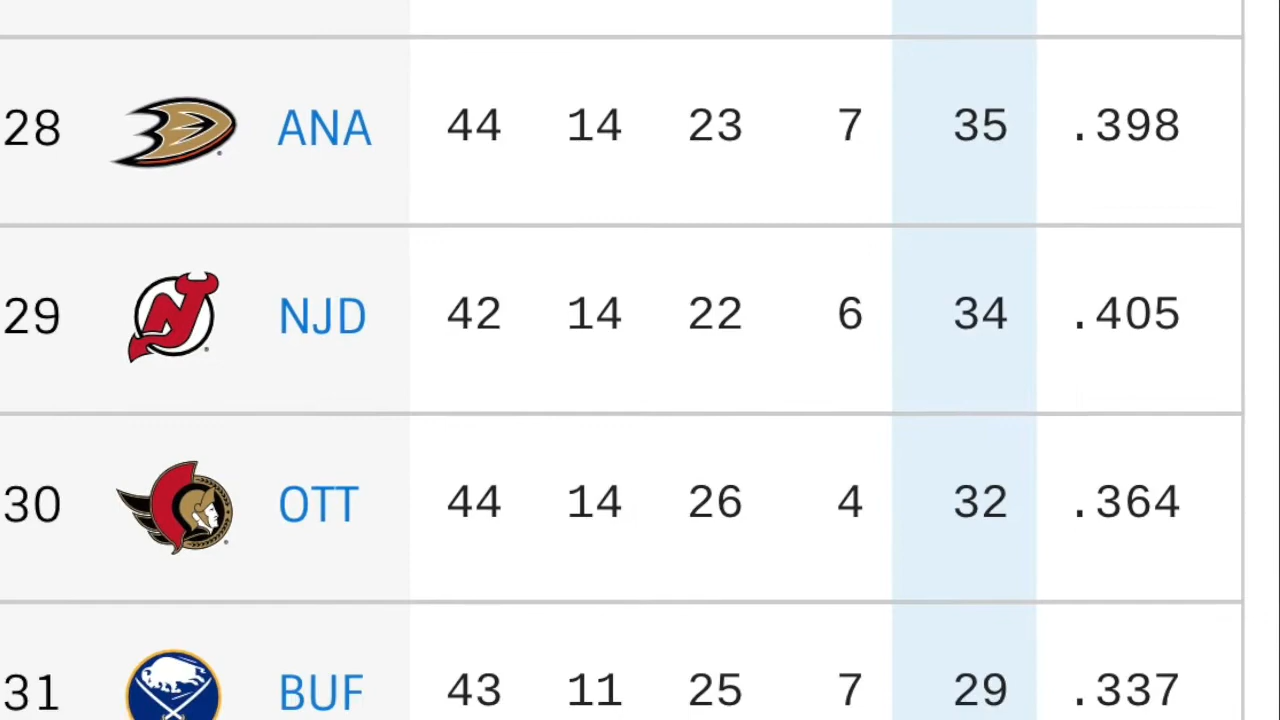 28 ANA 44 14 23 7 35 .398
29 NJD 42 14 22 6 34 .405
30 OTT 44 14 26 4 32 .364
31 BUF 43 11 25 7 29 .337